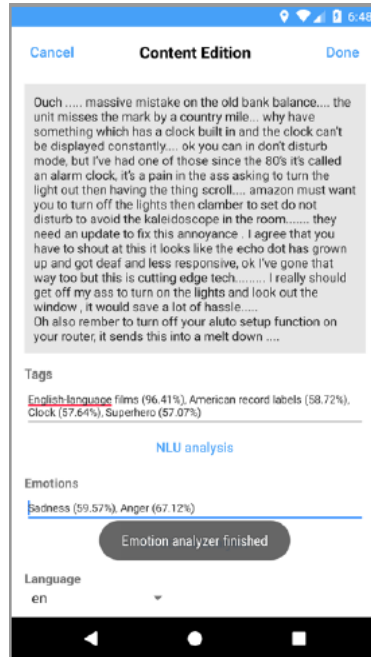 6:48
Cancel Content Edition Done
Ouch ..... massive mistake on the old bank balance.... the
unit misses the mark by a country mile... why have
something which has a clock built in and the clock can't
be displayed constantly.... ok you can in don't disturb
mode, but I've had one of those since the 80's it's called
an alarm clock, it's a pain in the ass asking to turn the
light out then having the thing scroll.... amazon must want
you to turn off the lights then clamber to set do not
disturb to avoid the kaleidoscope in the room....... they
need an update to fix this annoyance . I agree that you
have to shout at this it looks like the echo dot has grown
up and got deaf and less responsive, ok I've gone that
way too but this is cutting edge tech......... I really should
get off my ass to turn on the lights and look out the
window , it would save a lot of hassle.....
Oh also rember to turn off your aluto setup function on
your router, it sends this into a melt down ....
Tags
English-language films (96.41%), American record labels (58.72%),
Clock (57.64%), Superhero (57.07%)
NLU analysis
Emotions
Sadness (59.57%), Anger (67.12%)
Emotion analyzer finished
Language
en